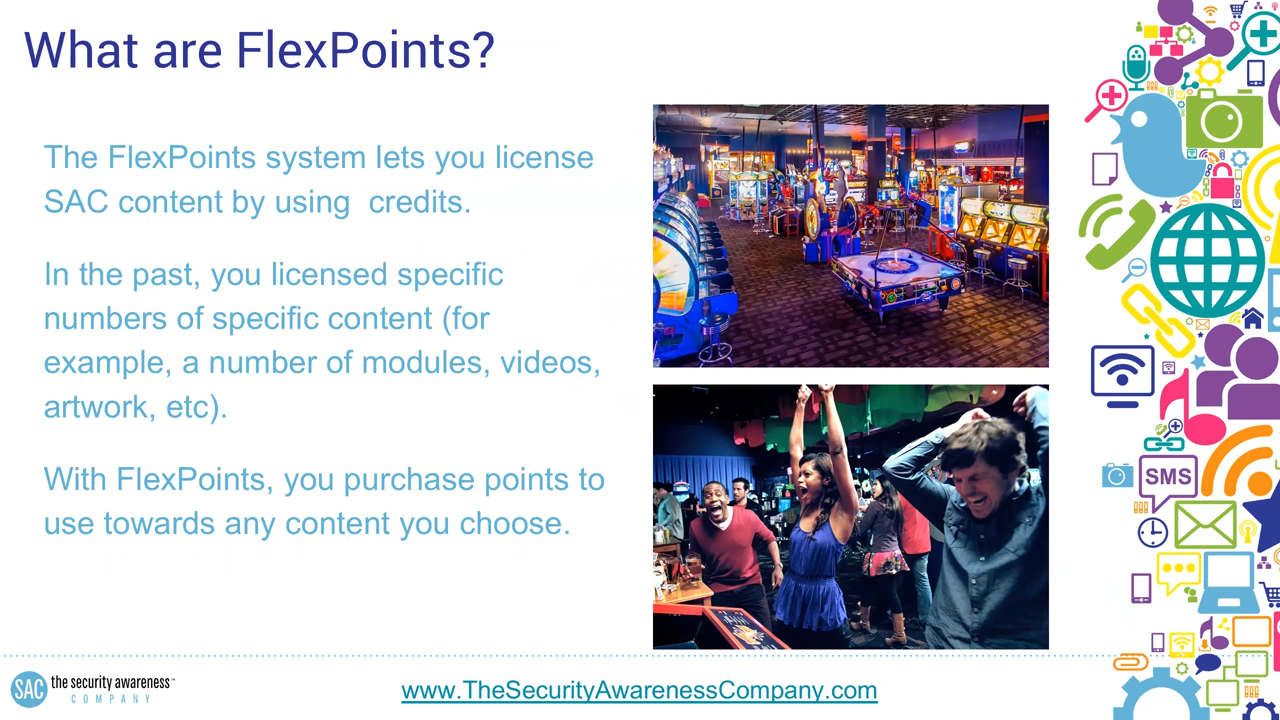 What are FlexPoints?
The FlexPoints system lets you license
SAC content by using  credits.
In the past, you licensed specific
numbers of specific content (for
example, a number of modules, videos,
artwork, etc).
With FlexPoints, you purchase points to
use towards any content you choose.
SMS
SAC the security awareness™
COMPANY
www.TheSecurityAwarenessCompany.com